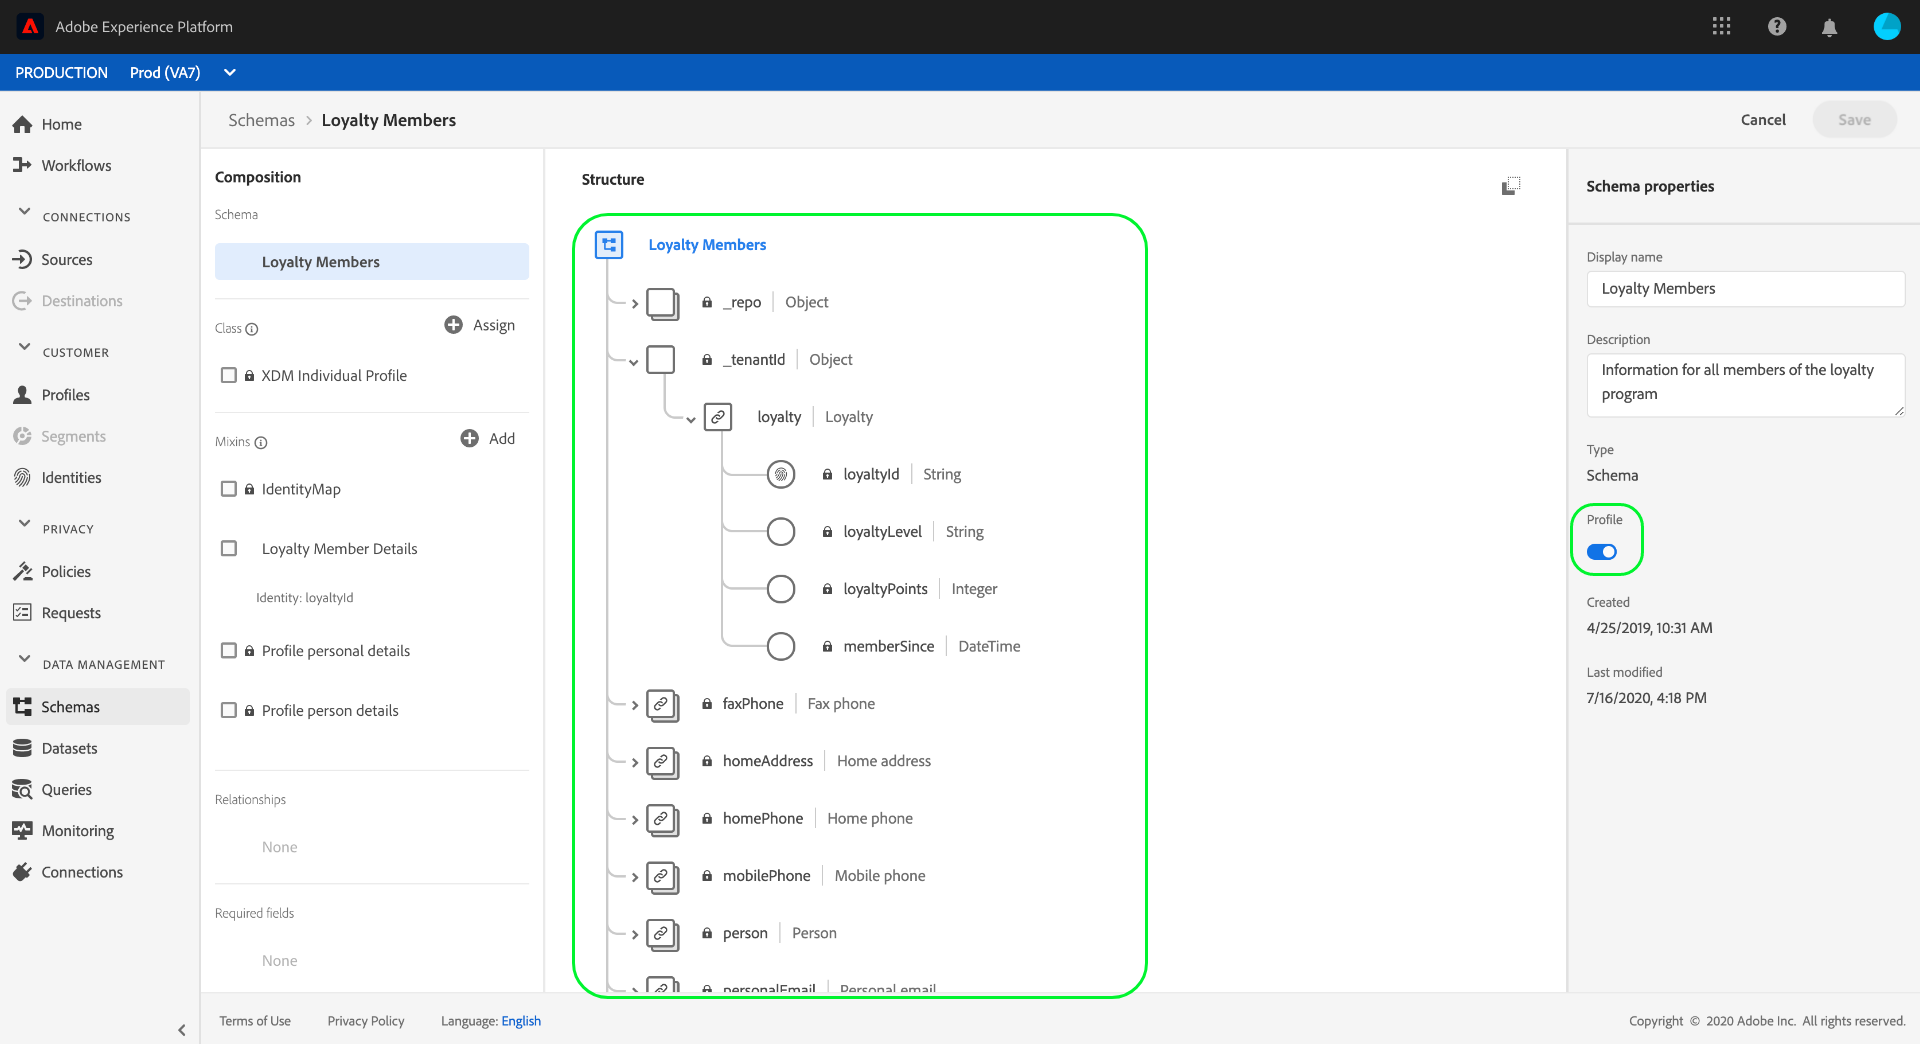 Adobe Experience Platform
PRODUCTION Prod (VA7)
Home
Workflows
CONNECTIONS
Sources
Destinations
CUSTOMER
Profiles
Segments
Identities
PRIVACY
Policies
Requests
DATA MANAGEMENT
Schemas
Datasets
Queries
Monitoring
Connections
Schemas > Loyalty Members
Cancel
Save
Composition
Schema
Loyalty Members
Class
Assign
XDM Individual Profile
Mixins
Add
IdentityMap
Loyalty Member Details
Identity: loyaltyId
Profile personal details
Profile person details
Relationships
None
Required fields
None
Structure
Loyalty Members
_repo Object
_tenantId Object
loyalty Loyalty
loyaltyId String
loyaltyLevel String
loyaltyPoints Integer
memberSince DateTime
faxPhone Fax phone
homeAddress Home address
homePhone Home phone
mobilePhone Mobile phone
person Person
personalEmail Personal email
Schema properties
Display name
Loyalty Members
Description
Information for all members of the loyalty
program
Type
Schema
Profile
Created
4/25/2019, 10:31 AM
Last modified
7/16/2020, 4:18 PM
Terms of Use Privacy Policy Language: English
Copyright © 2020 Adobe Inc. All rights reserved.